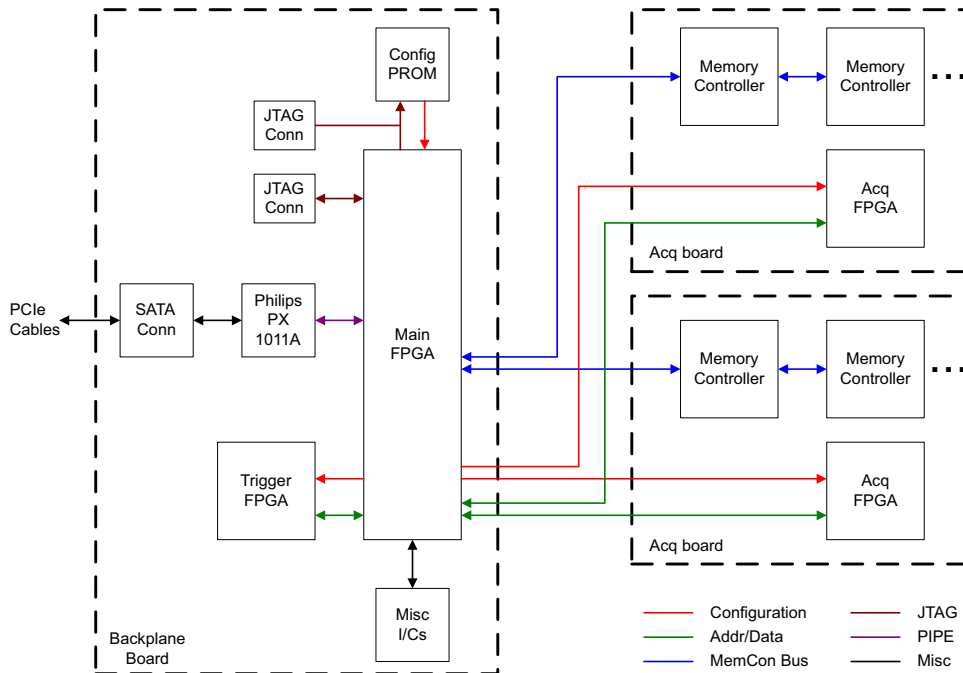 Config
PROM
JTAG
Conn
JTAG
Conn
PCIe
Cables
SATA
Conn
Philips
PX
1011A
Main
FPGA
Trigger
FPGA
Misc
I/Cs
Backplane
Board
Memory
Controller
Memory
Controller
...
Acq
FPGA
Acq board
Memory
Controller
Memory
Controller
...
Acq
FPGA
Acq board
Configuration
Addr/Data
MemCon Bus
JTAG
PIPE
Misc